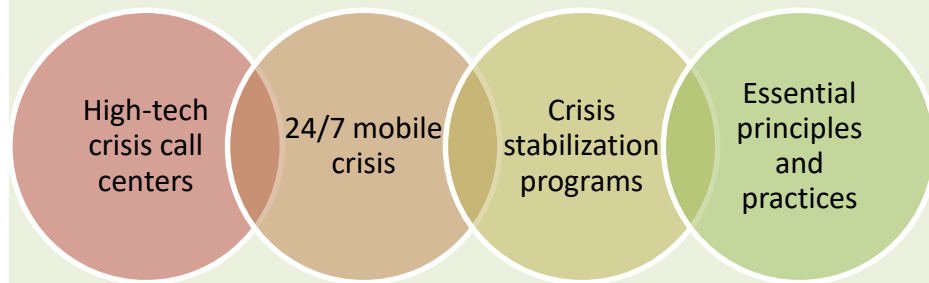 High-tech
crisis call
centers
24/7 mobile
crisis
Crisis
stabilization
programs
Essential
principles
and
practices